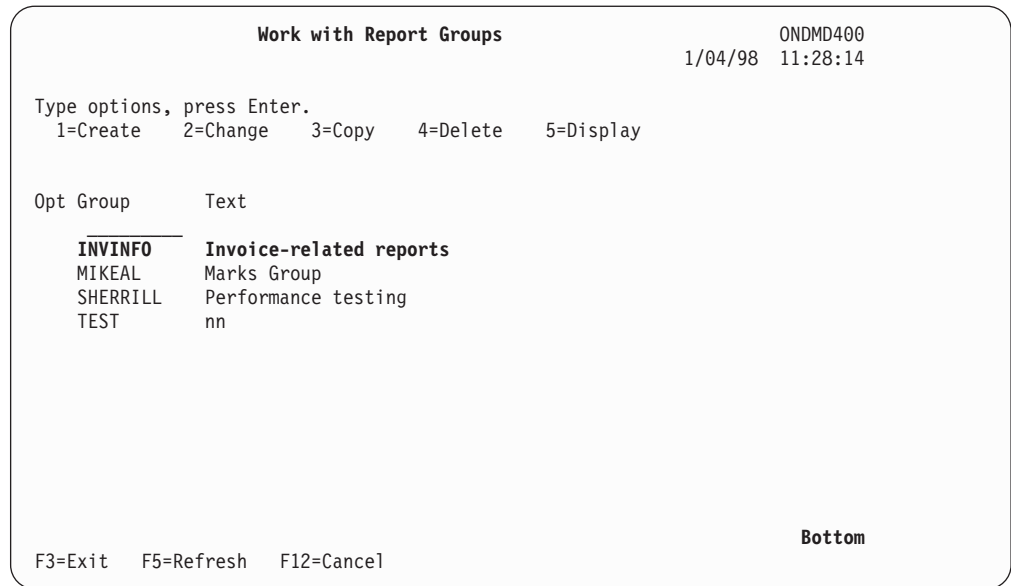 Work with Report Groups ONDMD400
1/04/98 11:28:14
Type options, press Enter.
1=Create 2=Change 3=Copy 4=Delete 5=Display
Opt Group Text
_________
INVINFO Invoice-related reports
MIKEAL Marks Group
SHERRILL Performance testing
TEST nn
Bottom
F3=Exit F5=Refresh F12=Cancel